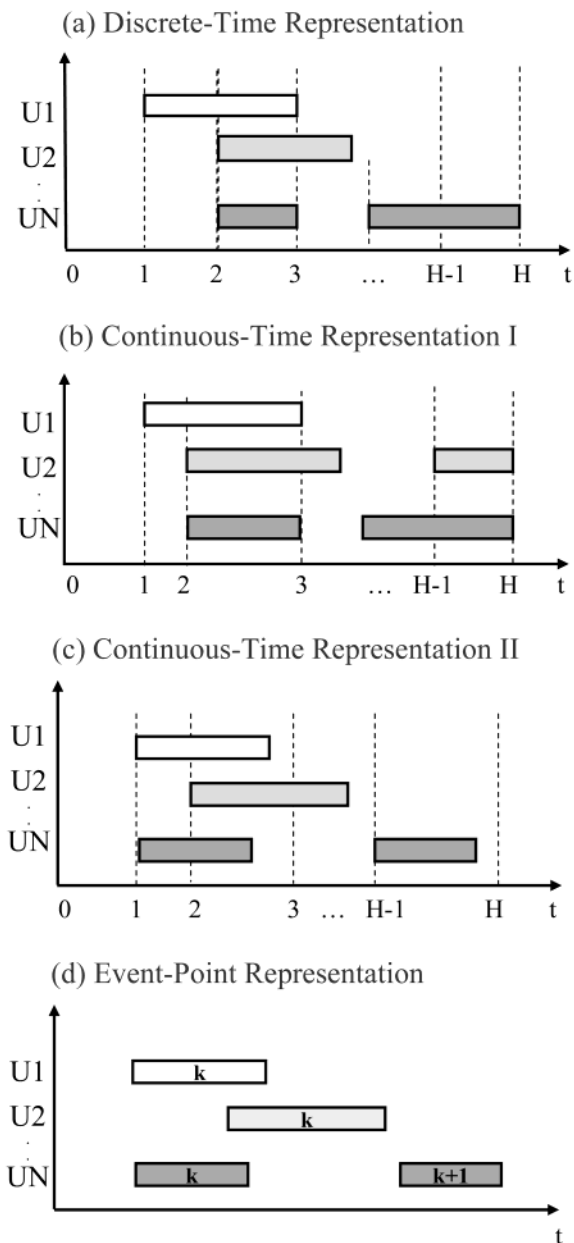 (a) Discrete-Time Representation
U1
U2
:
UN
0 1 2 3 … H-1 H t
(b) Continuous-Time Representation I
U1
U2
:
UN
0 1 2 3 … H-1 H t
(c) Continuous-Time Representation II
U1
U2
:
UN
0 1 2 3 … H-1 H t
(d) Event-Point Representation
U1 k
U2 k
:
UN k k+1
t